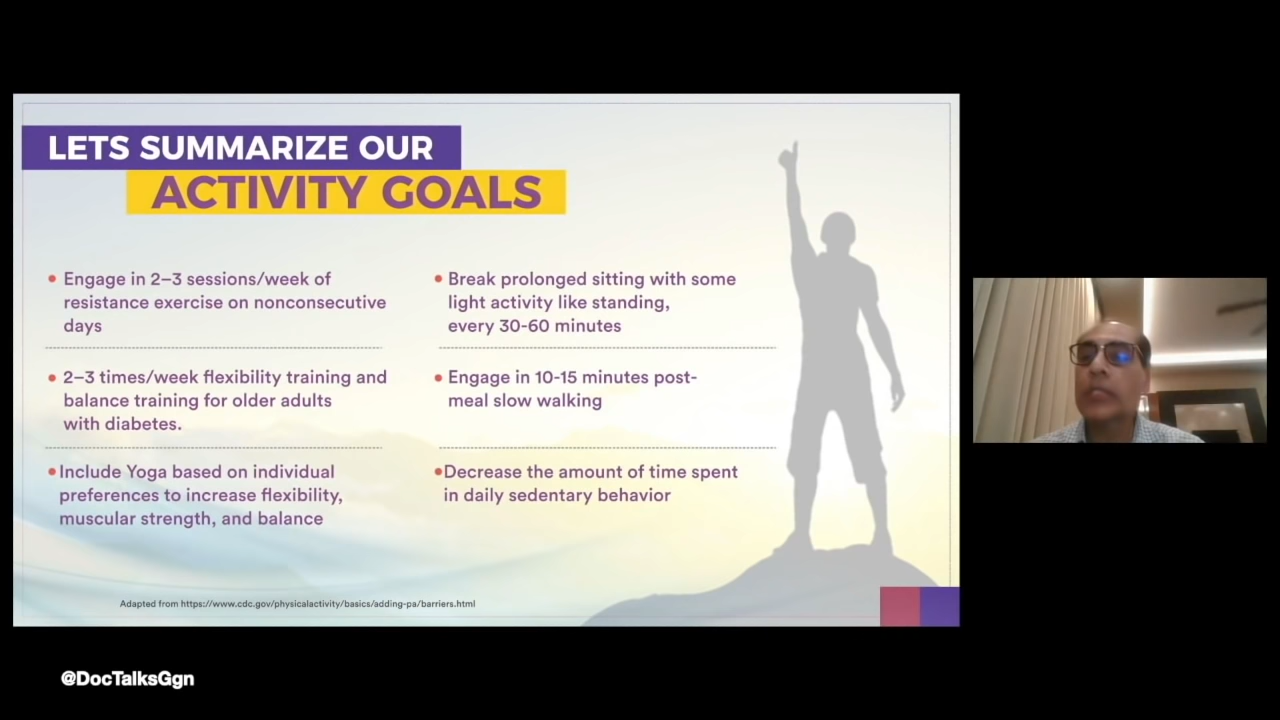 LETS SUMMARIZE OUR
ACTIVITY GOALS
• Engage in 2–3 sessions/week of
resistance exercise on nonconsecutive
days
• 2–3 times/week flexibility training and
balance training for older adults
with diabetes.
•Include Yoga based on individual
preferences to increase flexibility,
muscular strength, and balance
• Break prolonged sitting with some
light activity like standing,
every 30-60 minutes
• Engage in 10-15 minutes post-
meal slow walking
•Decrease the amount of time spent
in daily sedentary behavior
Adapted from https://www.cdc.gov/physicalactivity/basics/adding-pa/barriers.html
@DocTalksGgn